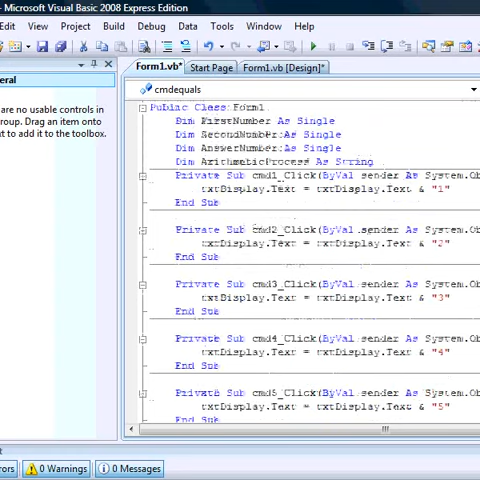 - Microsoft Visual Basic 2008 Express Edition
Edit View Project Build Debug Data Tools Window Help
Form1.vb* Start Page Form1.vb [Design]*
cmdequals
eral
are no usable controls in
roup. Drag an item onto
t to add it to the toolbox.
Public Class Form1
Dim FirstNumber As Single
Dim SecondNumber As Single
Dim AnswerNumber As Single
Dim ArithmeticProcess As String
Private Sub cmd1_Click(ByVal sender As System.Ob
txtDisplay.Text = txtDisplay.Text & "1"
End Sub
Private Sub cmd2_Click(ByVal sender As System.Ob
txtDisplay.Text = txtDisplay.Text & "2"
End Sub
Private Sub cmd3_Click(ByVal sender As System.Ob
txtDisplay.Text = txtDisplay.Text & "3"
End Sub
Private Sub cmd4_Click(ByVal sender As System.Ob
txtDisplay.Text = txtDisplay.Text & "4"
End Sub
Private Sub cmd5_Click(ByVal sender As System.Ob
txtDisplay.Text = txtDisplay.Text & "5"
End Sub
t
rors 0 Warnings 0 Messages